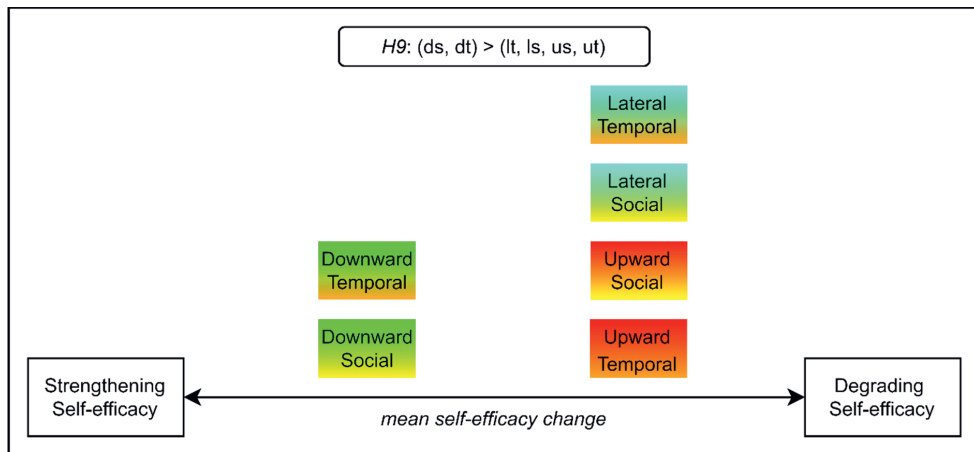 H9: (ds, dt) > (lt, ls, us, ut)
Lateral
Temporal
Lateral
Social
Downward
Temporal
Upward
Social
Downward
Social
Upward
Temporal
Strengthening
Self-efficacy
mean self-efficacy change
Degrading
Self-efficacy